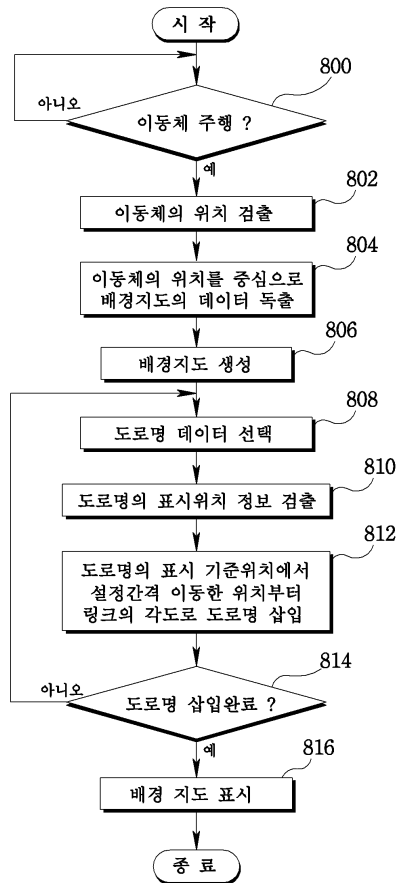 시 작
800
아니오
이동체 주행 ?
예
802
이동체의 위치 검출
804
이동체의 위치를 중심으로
배경지도의 데이터 독출
806
배경지도 생성
808
도로명 데이터 선택
810
도로명의 표시위치 정보 검출
812
도로명의 표시 기준위치에서
설정간격 이동한 위치부터
링크의 각도로 도로명 삽입
814
아니오
도로명 삽입완료 ?
예
816
배경 지도 표시
종 료